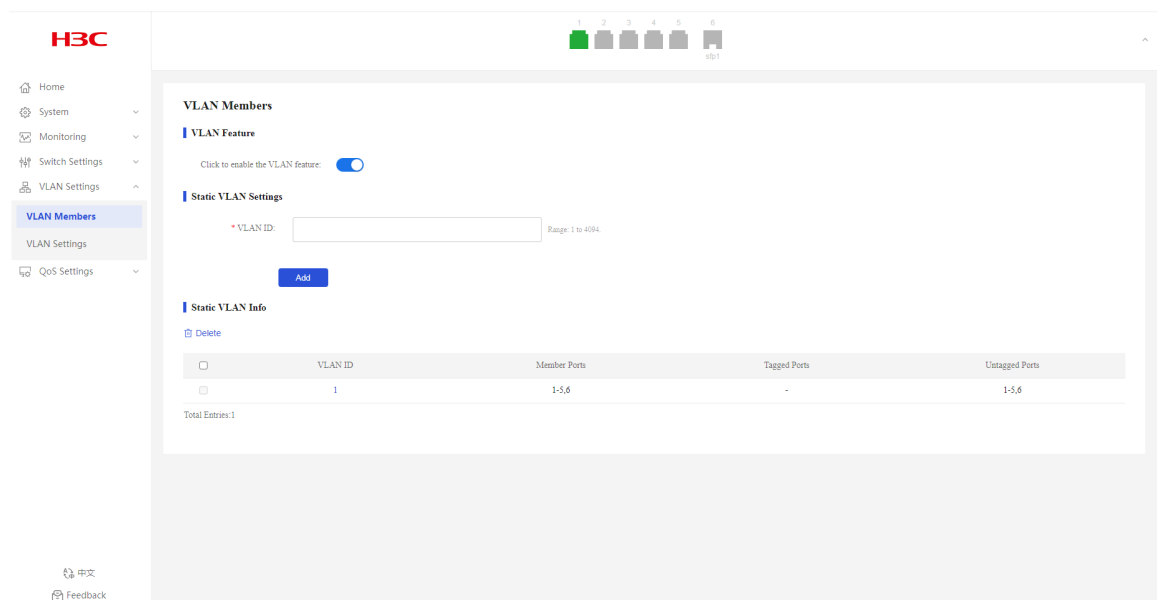 H3C
1 2 3 4 5 6
sfp1
Home
System
Monitoring
Switch Settings
VLAN Settings
VLAN Members
VLAN Settings
QoS Settings
中文
Feedback
VLAN Members
VLAN Feature
Click to enable the VLAN feature:
Static VLAN Settings
* VLAN ID:
Range: 1 to 4094.
Add
Static VLAN Info
Delete
VLAN ID Member Ports Tagged Ports Untagged Ports
1 1-5,6 - 1-5,6
Total Entries:1